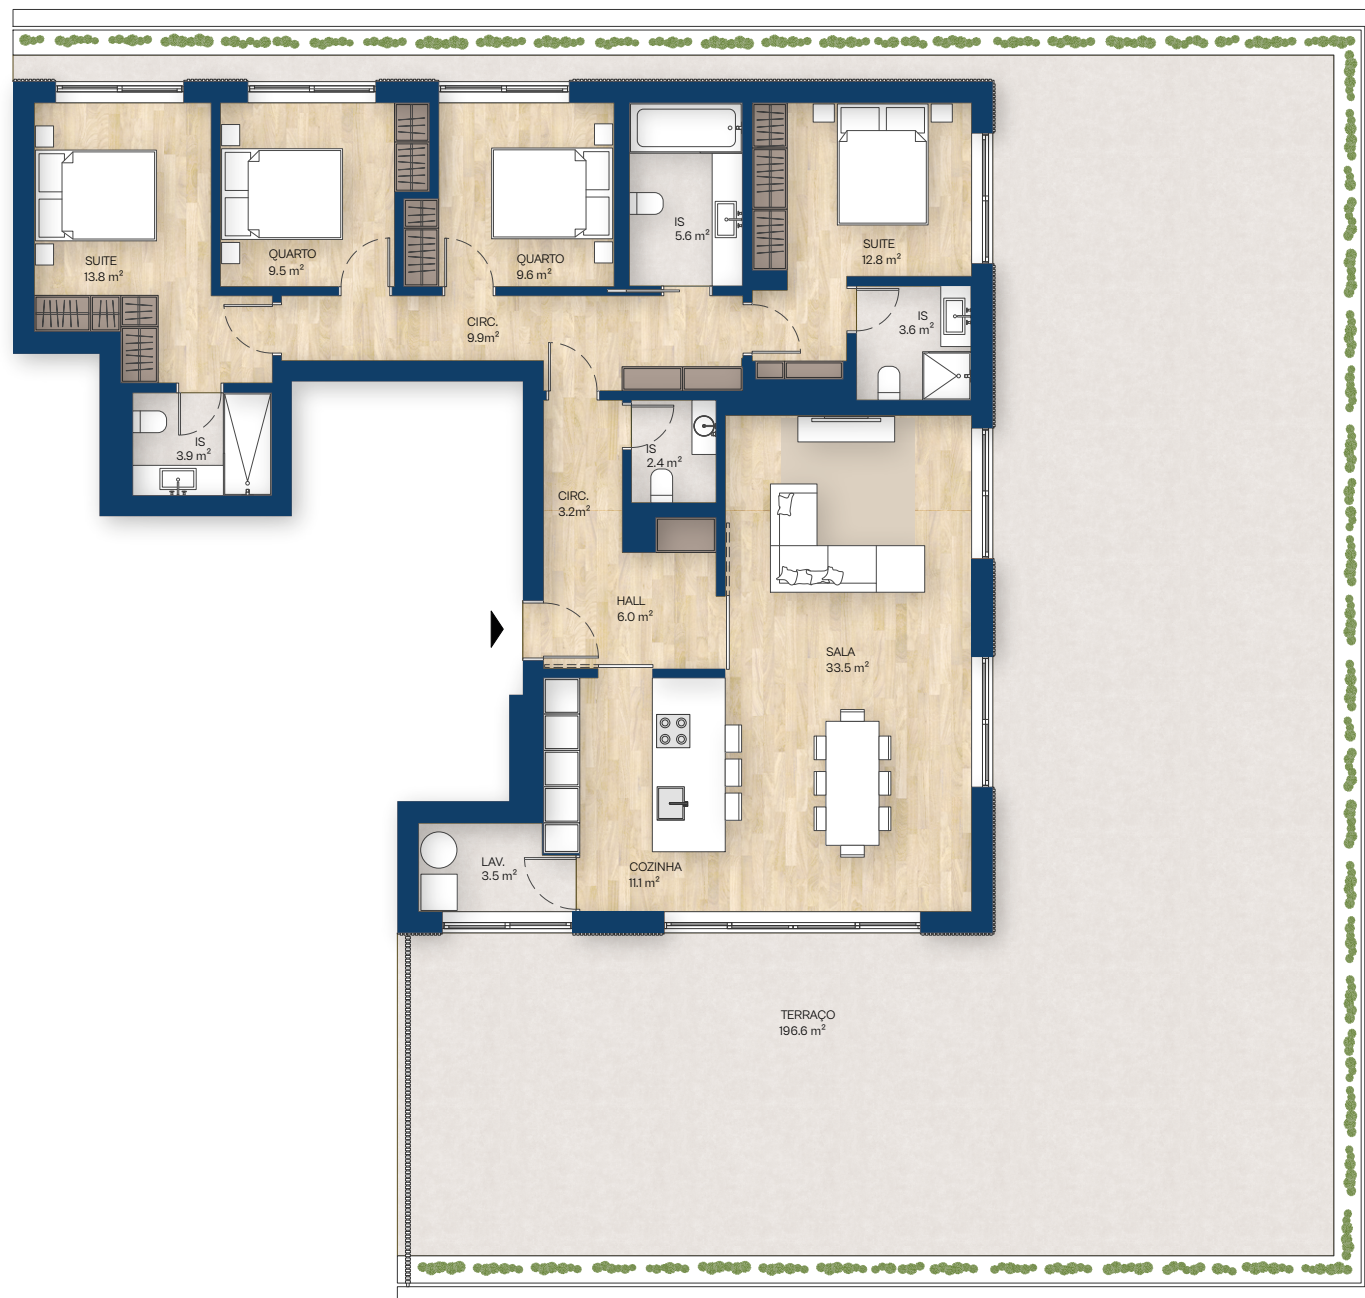 SUITE
13.8 m²
QUARTO
9.5 m²
QUARTO
9.6 m²
IS
5.6 m²
SUITE
12.8 m²
CIRC.
9.9m²
IS
3.6 m²
IS
3.9 m²
IS
2.4 m²
CIRC.
3.2m²
HALL
6.0 m²
SALA
33.5 m²
LAV.
3.5 m²
COZINHA
11.1 m²
TERRAÇO
196.6 m²